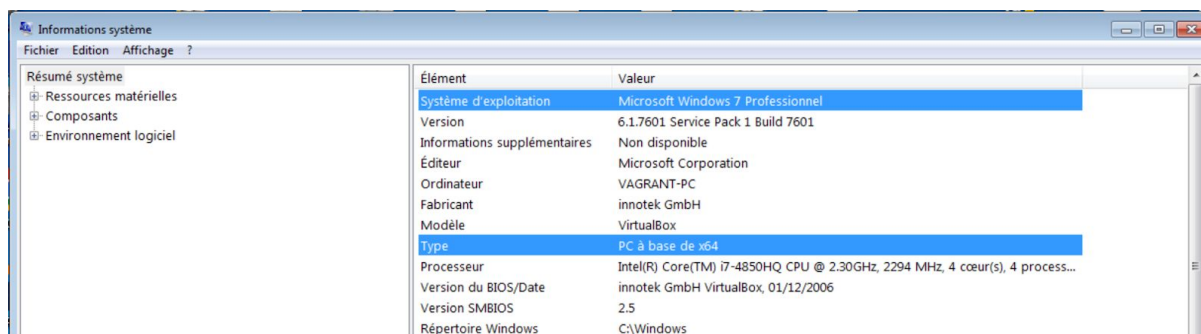 Informations système
Fichier Edition Affichage ?
Résumé système
Ressources matérielles
Composants
Environnement logiciel
Élément Valeur
Système d'exploitation Microsoft Windows 7 Professionnel
Version 6.1.7601 Service Pack 1 Build 7601
Informations supplémentaires Non disponible
Éditeur Microsoft Corporation
Ordinateur VAGRANT-PC
Fabricant innotek GmbH
Modèle VirtualBox
Type PC à base de x64
Processeur Intel(R) Core(TM) i7-4850HQ CPU @ 2.30GHz, 2294 MHz, 4 cœur(s), 4 process...
Version du BIOS/Date innotek GmbH VirtualBox, 01/12/2006
Version SMBIOS 2.5
Répertoire Windows C:\Windows